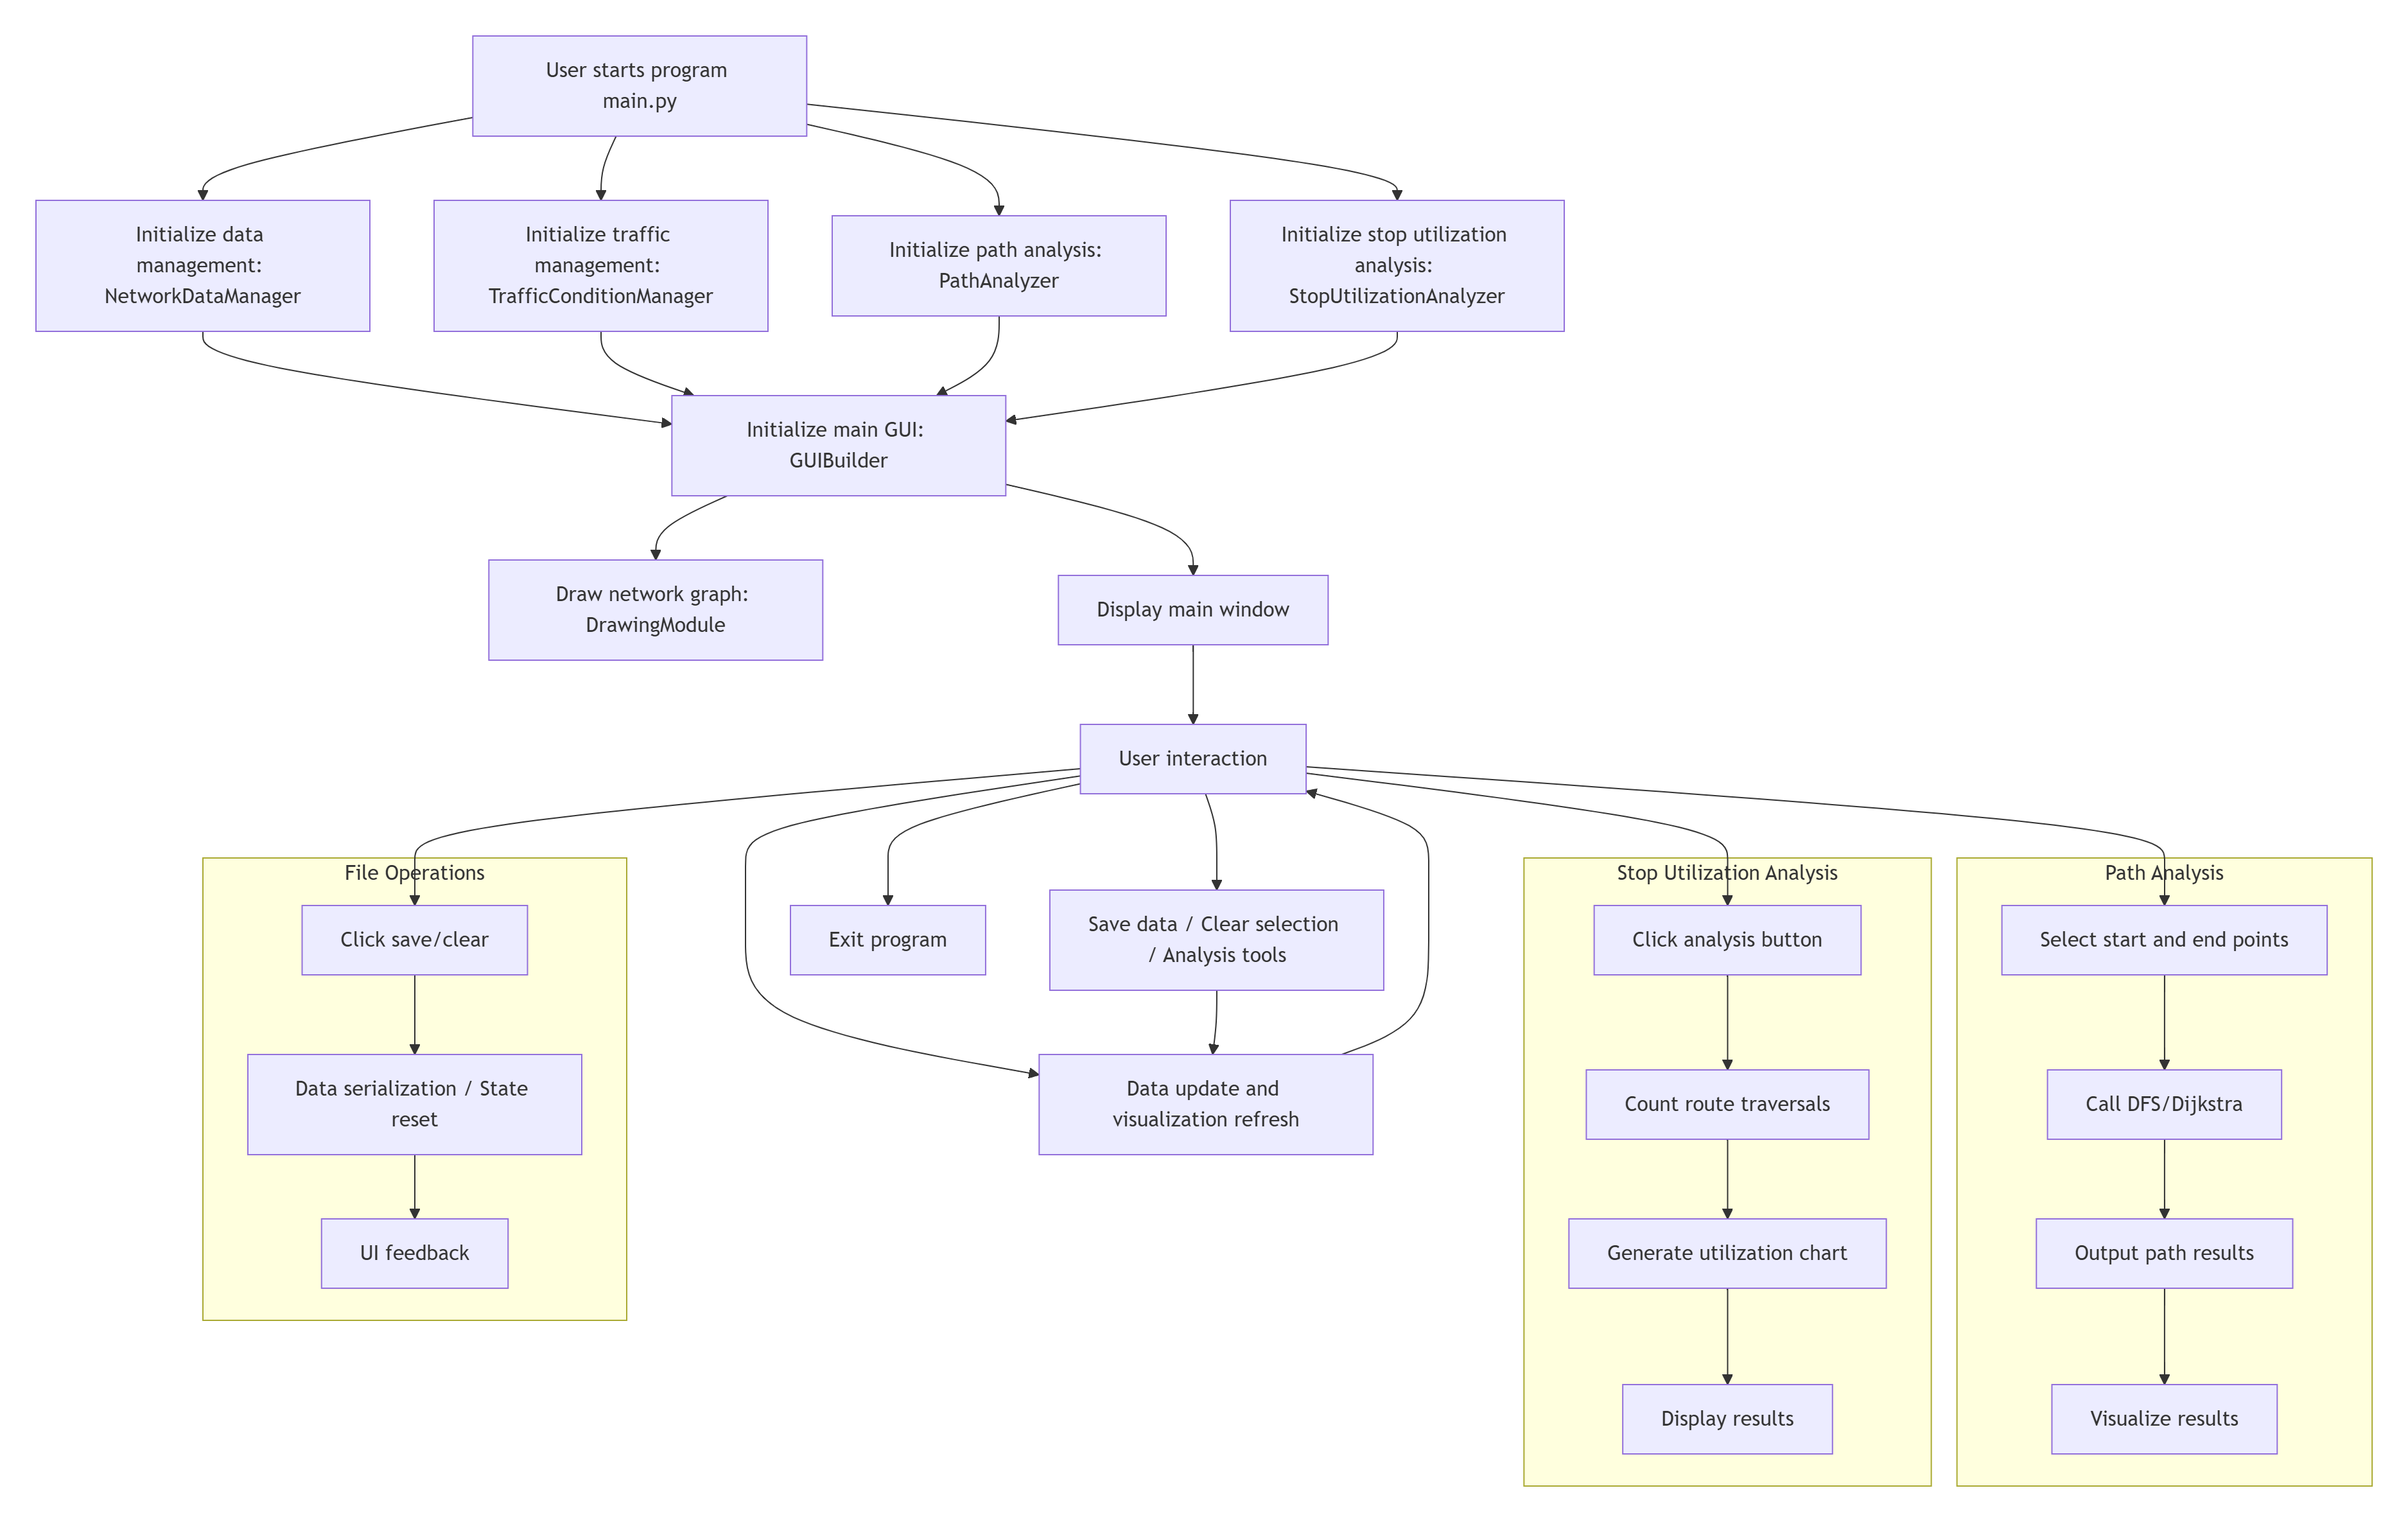 User starts program
main.py
Initialize data
management:
NetworkDataManager
Initialize traffic
management:
TrafficConditionManager
Initialize path analysis:
PathAnalyzer
Initialize stop utilization
analysis:
StopUtilizationAnalyzer
Initialize main GUI:
GUIBuilder
Draw network graph:
DrawingModule
Display main window
User interaction
File Operations
Click save/clear
Data serialization / State
reset
UI feedback
Exit program
Save data / Clear selection
/ Analysis tools
Data update and
visualization refresh
Stop Utilization Analysis
Click analysis button
Count route traversals
Generate utilization chart
Display results
Path Analysis
Select start and end points
Call DFS/Dijkstra
Output path results
Visualize results